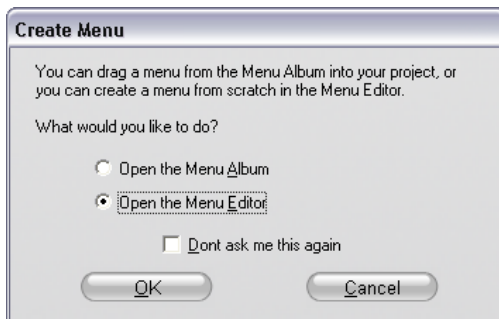 Create Menu
You can drag a menu from the Menu Album into your project, or
you can create a menu from scratch in the Menu Editor.
What would you like to do?
Open the Menu Album
Open the Menu Editor
Dont ask me this again
OK
Cancel